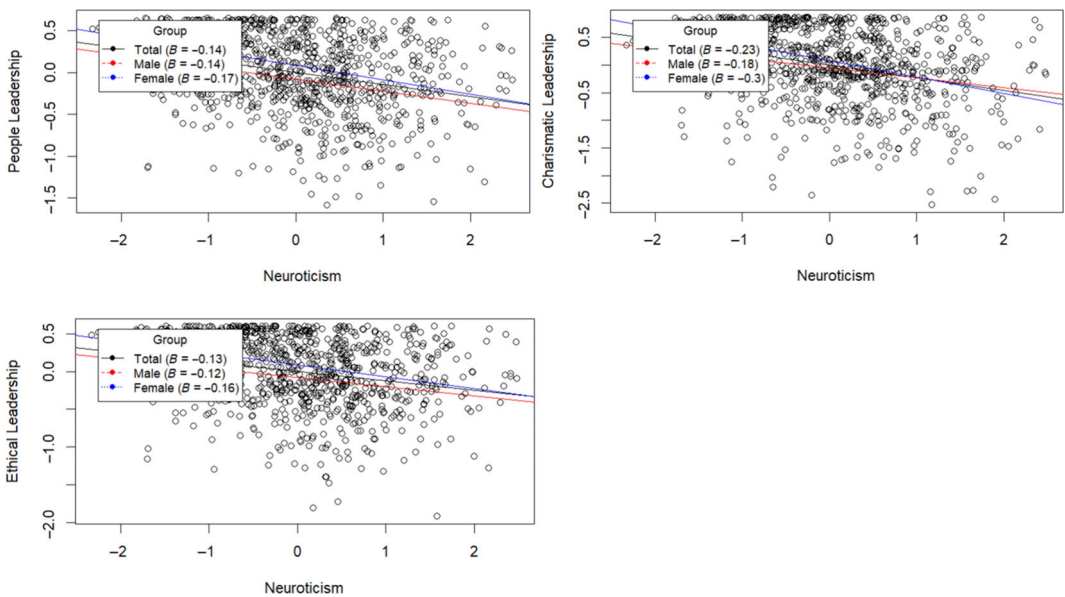 People Leadership
0.5
0.0
−0.5
−1.0
−1.5
Group
Total (B = −0.14)
Male (B = −0.14)
Female (B = −0.17)
−2
−1
0
1
2
Neuroticism
Charismatic Leadership
0.5
−0.5
−1.5
−2.5
Group
Total (B = −0.23)
Male (B = −0.18)
Female (B = −0.3)
−2
−1
0
1
2
Neuroticism
Ethical Leadership
0.5
0.0
−1.0
−2.0
Group
Total (B = −0.13)
Male (B = −0.12)
Female (B = −0.16)
−2
−1
0
1
2
Neuroticism